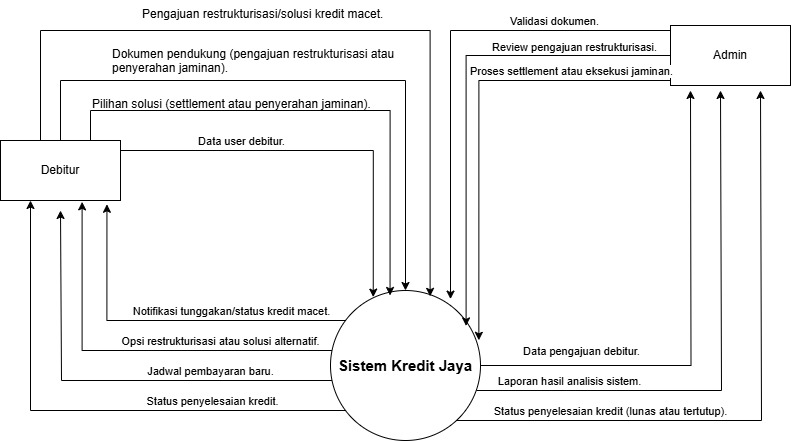 Pengajuan restrukturisasi/solusi kredit macet.
Validasi dokumen.
Review pengajuan restrukturisasi.
Dokumen pendukung (pengajuan restrukturisasi atau
penyerahan jaminan).
Admin
Proses settlement atau eksekusi jaminan.
Pilihan solusi (settlement atau penyerahan jaminan).
Data user debitur.
Debitur
Notifikasi tunggakan/status kredit macet.
Opsi restrukturisasi atau solusi alternatif.
Data pengajuan debitur.
Sistem Kredit Jaya
Jadwal pembayaran baru.
Laporan hasil analisis sistem.
Status penyelesaian kredit.
Status penyelesaian kredit (lunas atau tertutup).